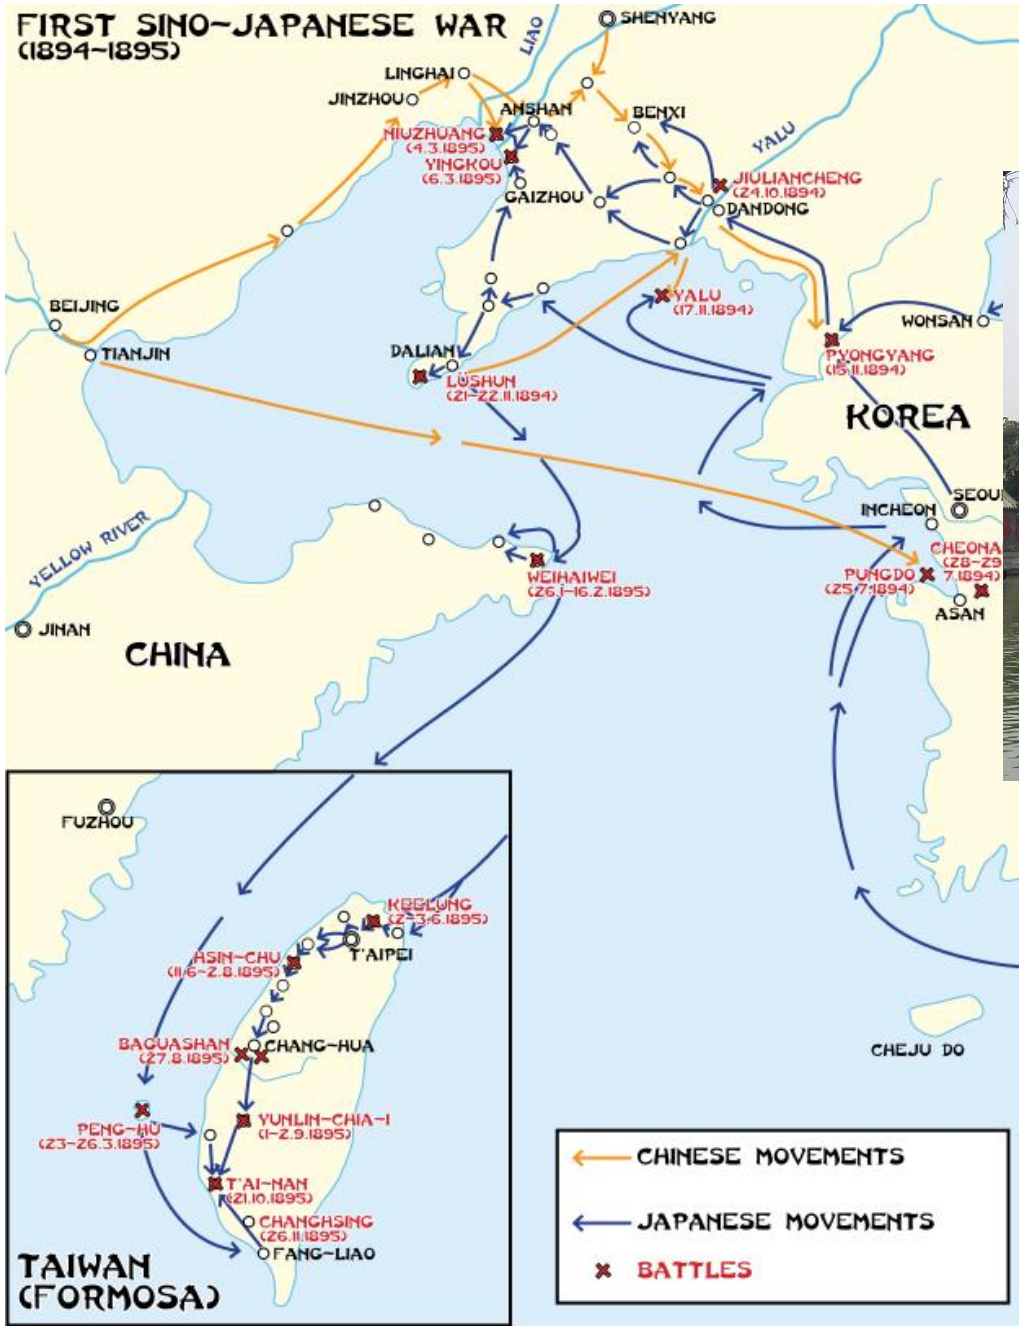 FIRST SINO-JAPANESE WAR
(1894-1895)
SHENYANG
LIAO
LINGHAI
JINZHOU
ANSHAN
BENXI
NIUZHUANG
(4.3.1895)
YALU
YINGKOU
(6.3.1895)
JIULIANCHENG
(24.10.1894)
GAIZHOU
DANDONG
BEIJING
YALU
(17.11.1894)
WONSAN
TIANJIN
DALIAN
PYONGYANG
(15.11.1894)
LÜSHUN
(21-22.11.1894)
KOREA
SEOU
INCHEON
YELLOW RIVER
CHEONA
(28-29
7.1894)
WEIHAIWEI
(26.1-16.2.1895)
PUNGDO
(25.7.1894)
ASAN
JINAN
CHINA
FUZHOU
KEELUNG
(2-3.6.1895)
T'AIPEI
HSIN-CHU
(11.6-2.8.1895)
BAGUASHAN
(27.8.1895)
CHANG-HUA
CHEJU DO
PENG-HU
(23-26.3.1895)
YUNLIN-CHIA-I
(1-2.9.1895)
T'AI-NAN
(21.10.1895)
CHANGHSING
(26.11.1895)
FANG-LIAO
TAIWAN
(FORMOSA)
CHINESE MOVEMENTS
JAPANESE MOVEMENTS
BATTLES